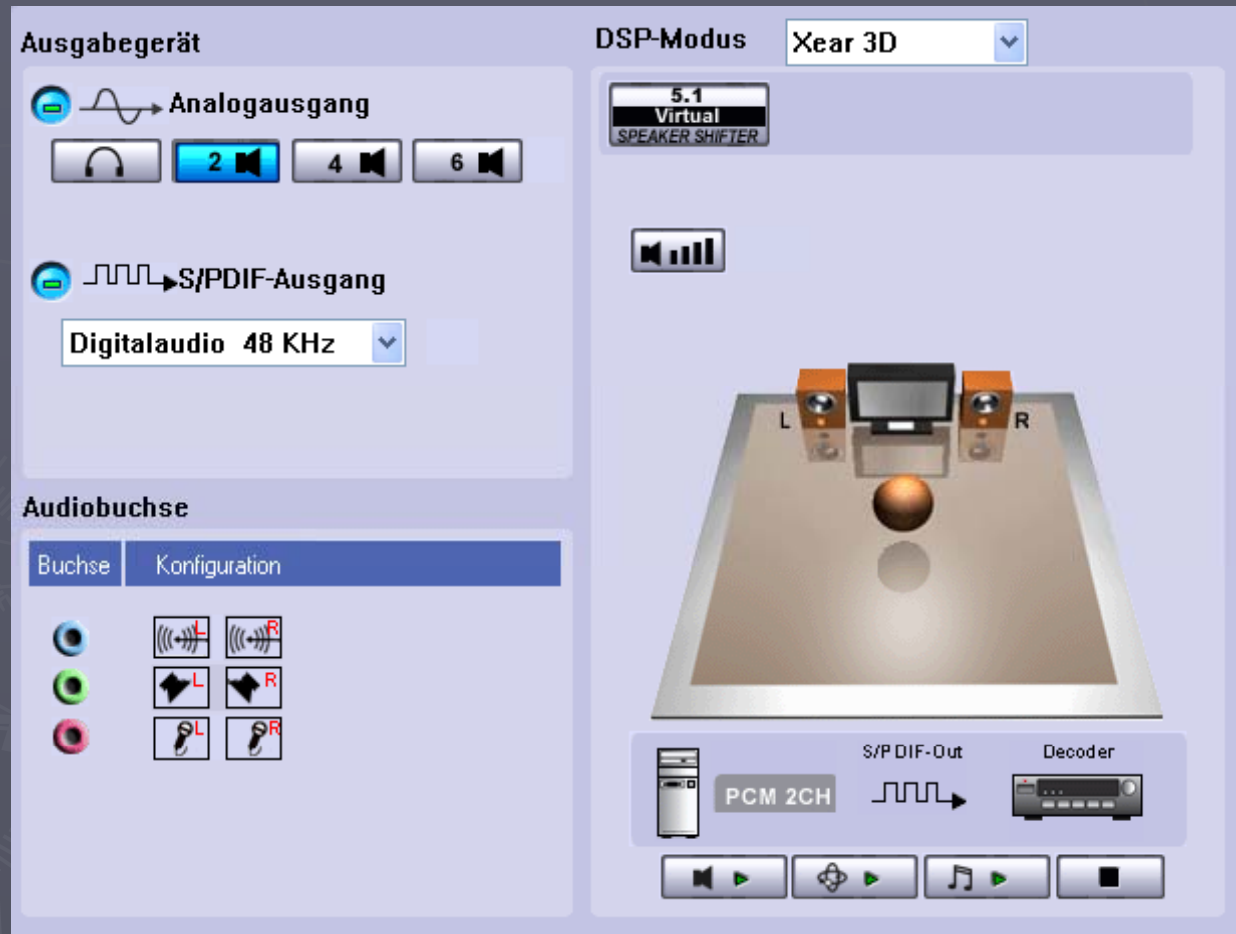 Ausgabegerät
Analogausgang
2
4
6
S/PDIF-Ausgang
Digitalaudio 48 KHz
Audiobuchse
Buchse Konfiguration
L R
L R
L R
DSP-Modus Xear 3D
5.1
Virtual
SPEAKER SHIFTER
L R
S/PDIF-Out Decoder
PCM 2CH